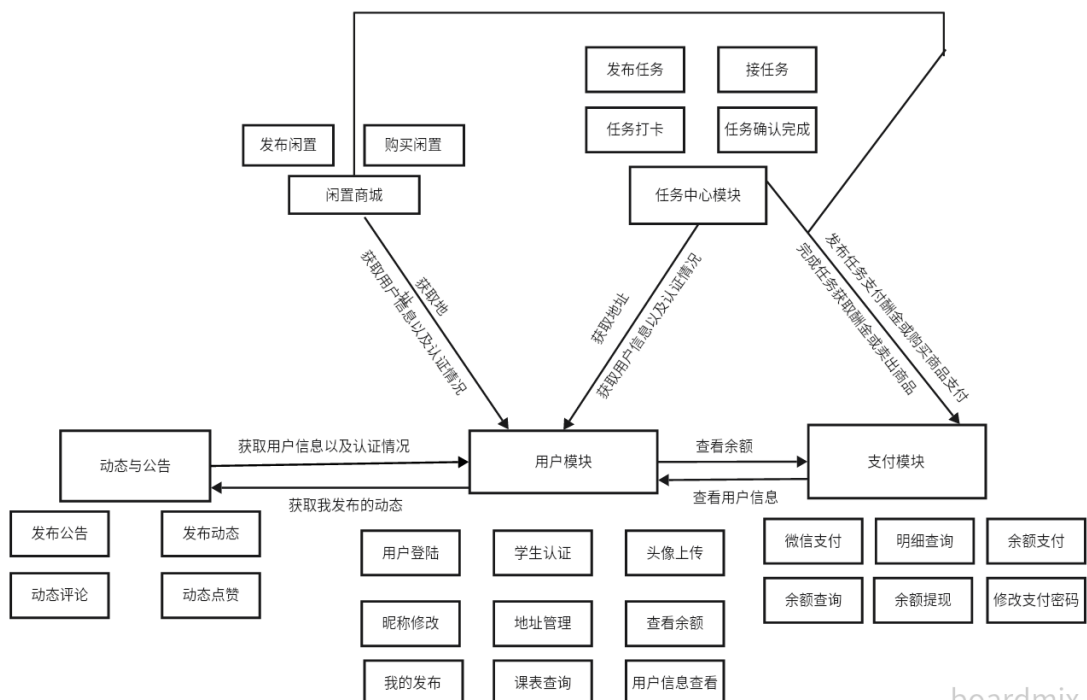 发布任务
接任务
任务打卡
任务确认完成
发布闲置
购买闲置
闲置商城
任务中心模块
获取地
址
获取用户信息以及认证情况
获取地址
获取用户信息以及认证情况
发布任务支付酬金或购买商品支付
完成任务获取酬金或卖出商品
动态与公告
获取用户信息以及认证情况
获取我发布的动态
用户模块
查看余额
查看用户信息
支付模块
发布公告
发布动态
动态评论
动态点赞
用户登陆
学生认证
头像上传
昵称修改
地址管理
查看余额
我的发布
课表查询
用户信息查看
微信支付
明细查询
余额支付
余额查询
余额提现
修改支付密码
boardmix